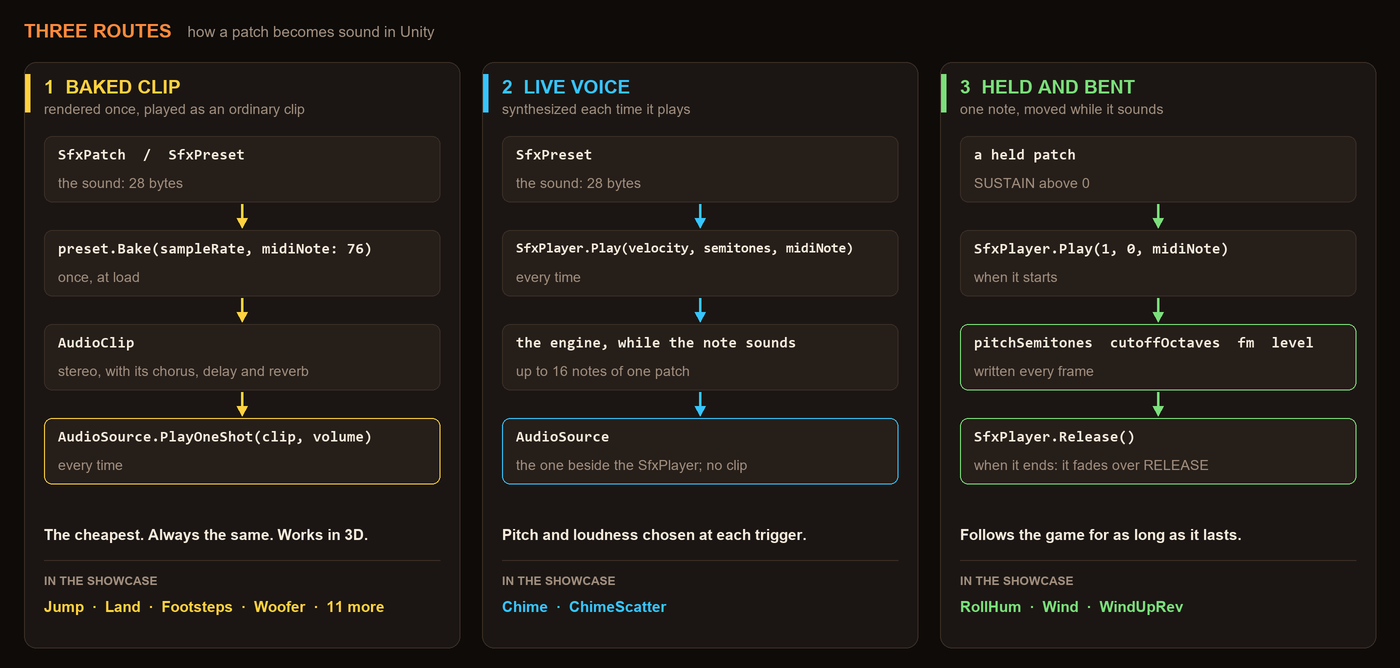 THREE ROUTES how a patch becomes sound in Unity
1 BAKED CLIP
rendered once, played as an ordinary clip
SfxPatch / SfxPreset
the sound: 28 bytes
preset.Bake(sampleRate, midiNote: 76)
once, at load
AudioClip
stereo, with its chorus, delay and reverb
AudioSource.PlayOneShot(clip, volume)
every time
The cheapest. Always the same. Works in 3D.
IN THE SHOWCASE
Jump · Land · Footsteps · Woofer · 11 more
2 LIVE VOICE
synthesized each time it plays
SfxPreset
the sound: 28 bytes
SfxPlayer.Play(velocity, semitones, midiNote)
every time
the engine, while the note sounds
up to 16 notes of one patch
AudioSource
the one beside the SfxPlayer; no clip
Pitch and loudness chosen at each trigger.
IN THE SHOWCASE
Chime · ChimeScatter
3 HELD AND BENT
one note, moved while it sounds
a held patch
SUSTAIN above 0
SfxPlayer.Play(1, 0, midiNote)
when it starts
pitchSemitones cutoffOctaves fm level
written every frame
SfxPlayer.Release()
when it ends: it fades over RELEASE
Follows the game for as long as it lasts.
IN THE SHOWCASE
RollHum · Wind · WindUpRev